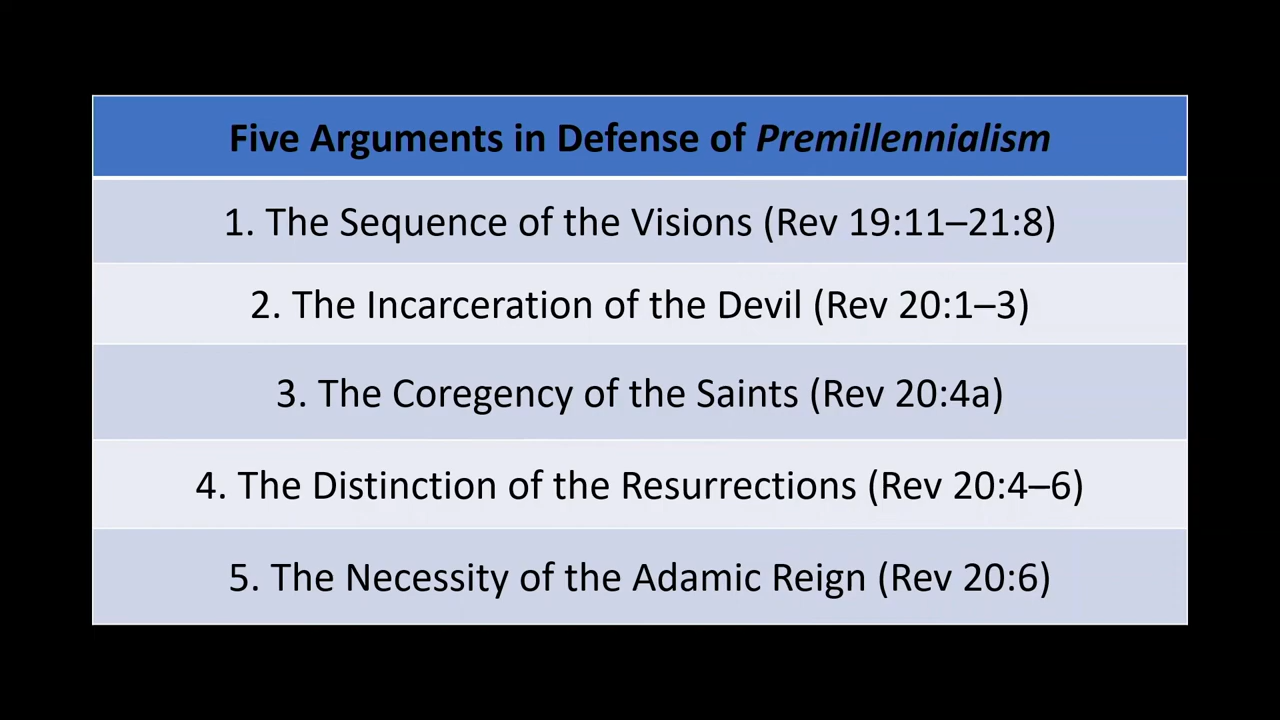 Five Arguments in Defense of Premillennialism
1. The Sequence of the Visions (Rev 19:11–21:8)
2. The Incarceration of the Devil (Rev 20:1–3)
3. The Coregency of the Saints (Rev 20:4a)
4. The Distinction of the Resurrections (Rev 20:4–6)
5. The Necessity of the Adamic Reign (Rev 20:6)